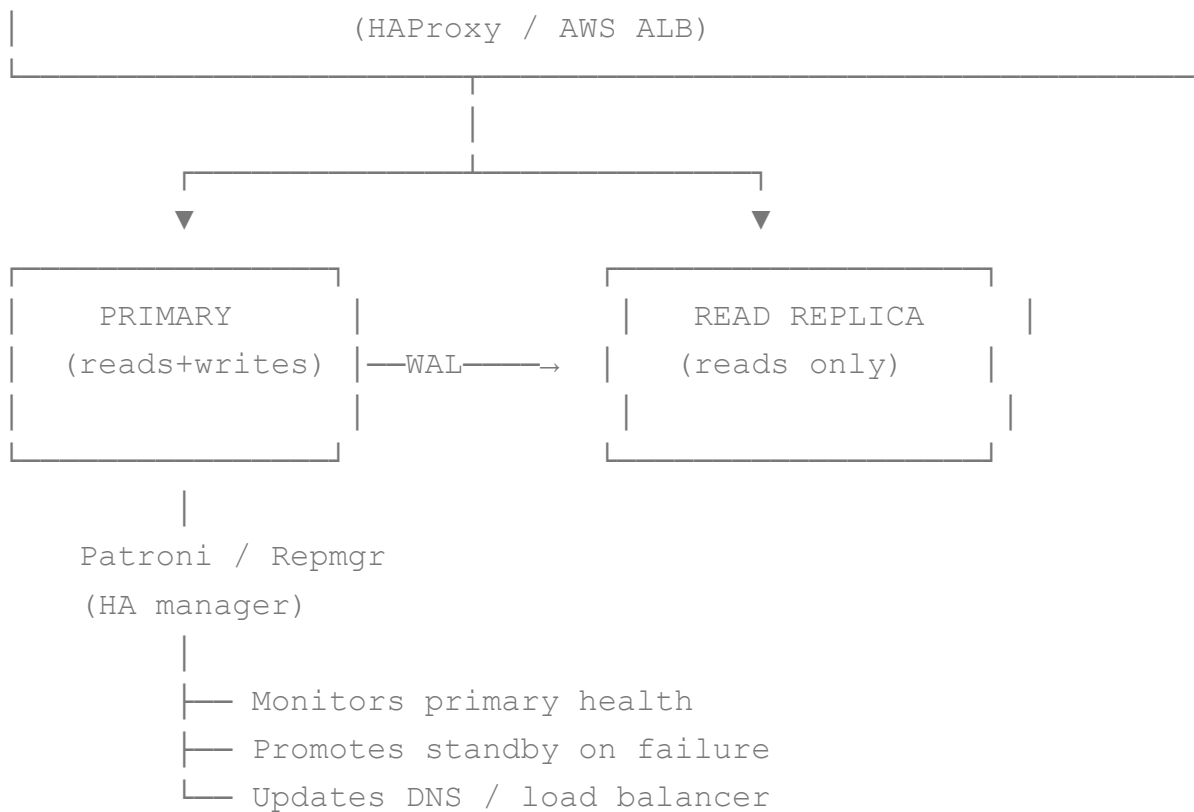 (HAProxy / AWS ALB)
PRIMARY READ REPLICA
(reads+writes) WAL (reads only)
Patroni / Repmgr
(HA manager)
Monitors primary health
Promotes standby on failure
Updates DNS / load balancer